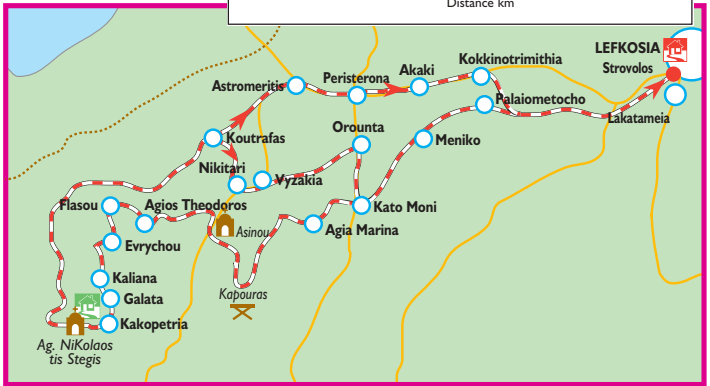 Distance km
LEFKOSIA
Strovolos
Kokkinotrimithia
Akaki
Peristerona
Astromeritis
Palaiometocho
Lakatameia
Orounta
Meniko
Koutrafas
Nikitari
Vyzakia
Flasou
Agios Theodoros
Kato Moni
Asinou
Agia Marina
Evrychou
Kaliana
Kapouras
Galata
Kakopetria
Ag. NiKolaos
tis Stegis